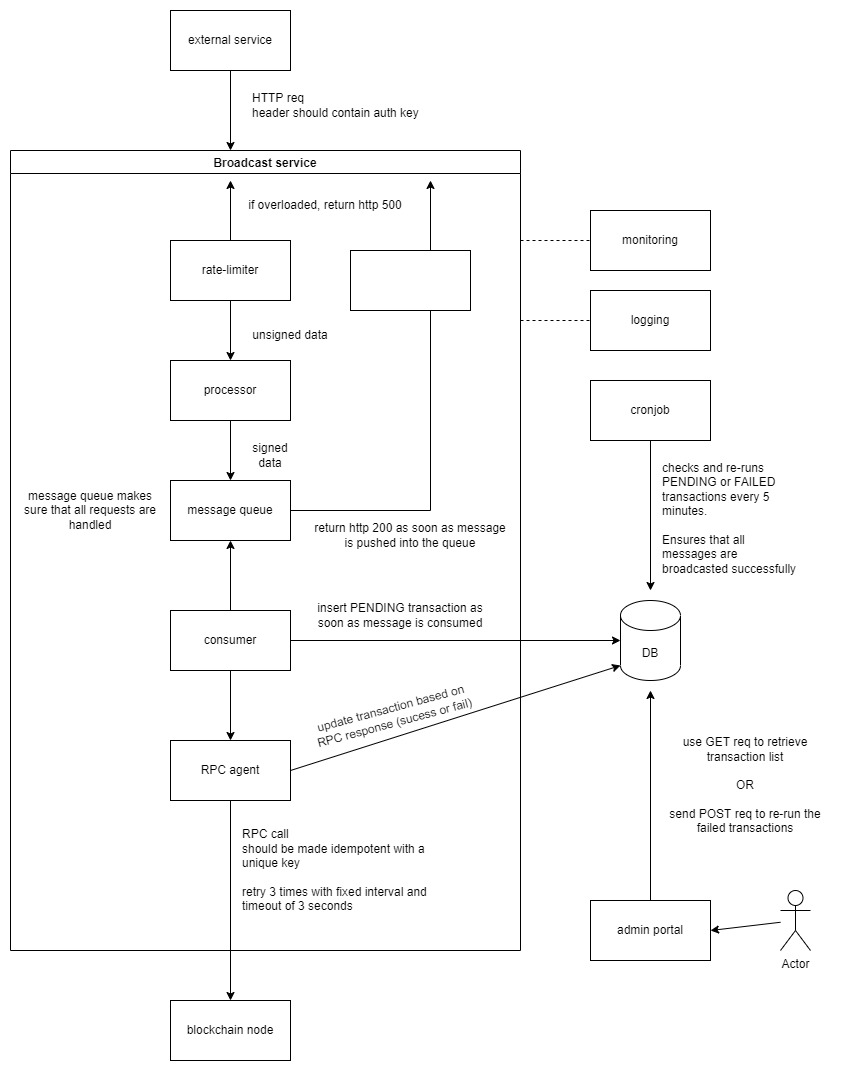 external service
HTTP req
header should contain auth key
Broadcast service
if overloaded, return http 500
rate-limiter
monitoring
unsigned data
logging
processor
cronjob
signed
data
checks and re-runs
PENDING or FAILED
transactions every 5
minutes.
Ensures that all
messages are
broadcasted successfully
message queue makes
sure that all requests are
handled
message queue
return http 200 as soon as message
is pushed into the queue
insert PENDING transaction as
soon as message is consumed
consumer
DB
update transaction based on
RPC response (sucess or fail)
RPC agent
use GET req to retrieve
transaction list
OR
send POST req to re-run the
failed transactions
RPC call
should be made idempotent with a
unique key
retry 3 times with fixed interval and
timeout of 3 seconds
admin portal
Actor
blockchain node